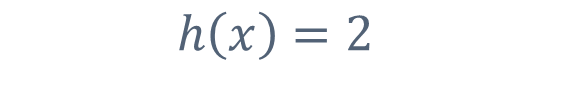 h(x) = 2